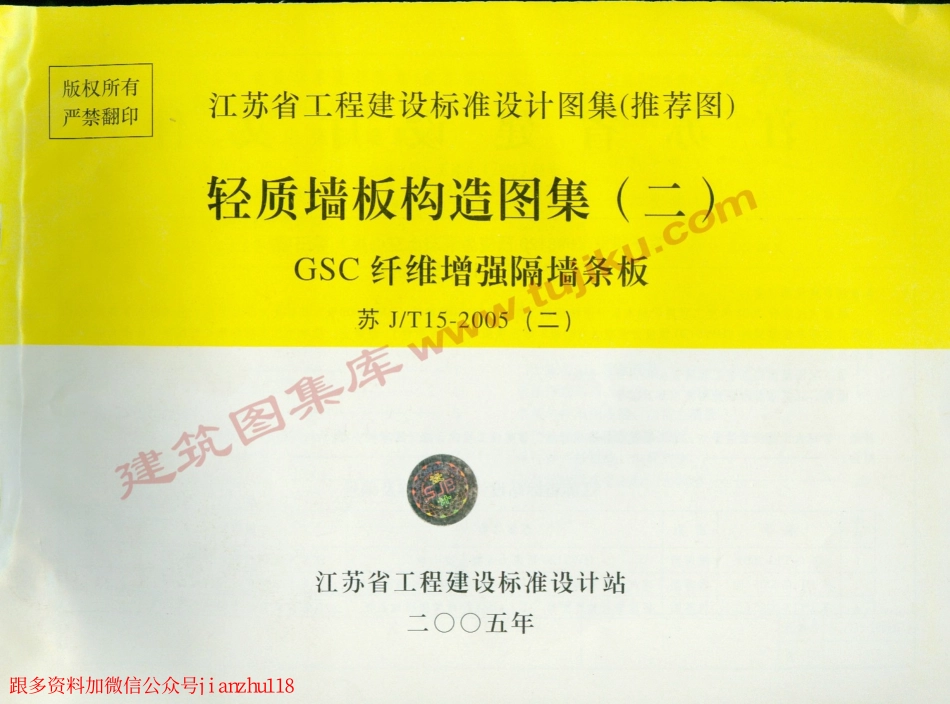 版权所有
严禁翻印
江苏省工程建设标准设计图集(推荐图)
轻质墙板构造图集(二)
GSC 纤维增强隔墙条板
苏 J/T15-2005(二)
建筑图集库 www.tujiku.com
SJB
江苏省工程建设标准设计站
二〇〇五年
跟多资料加微信公众号jianzhu118